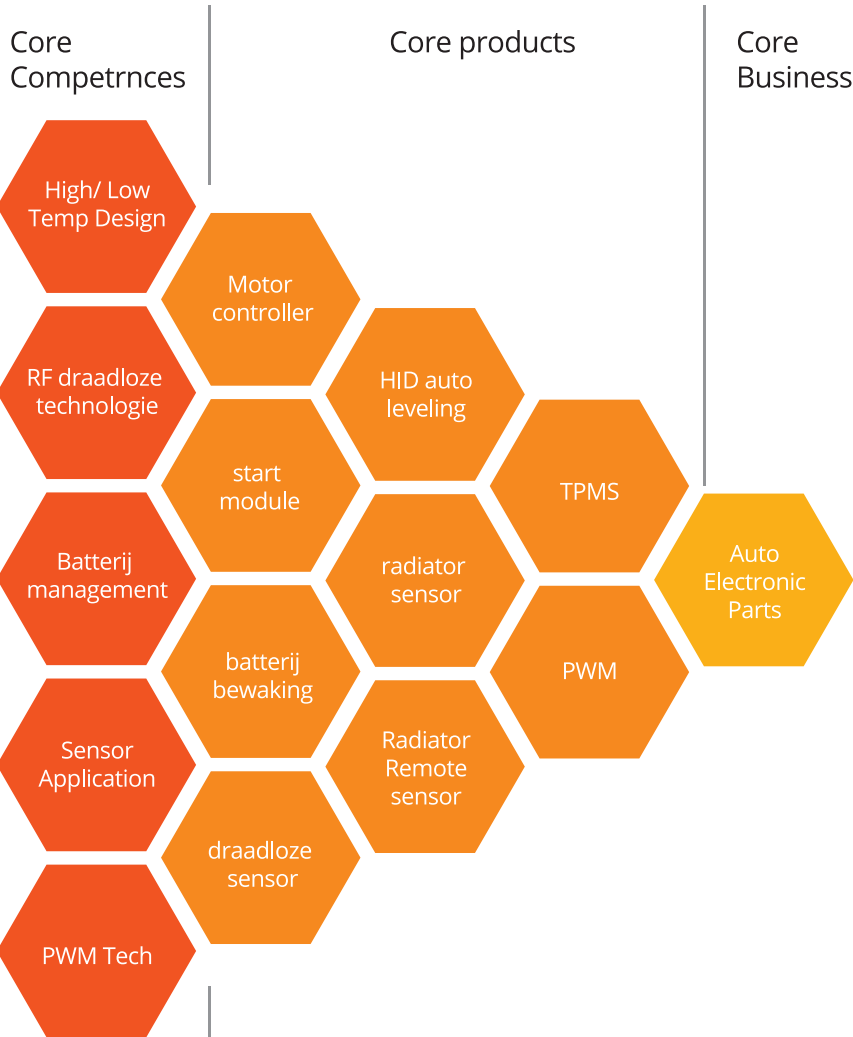 Core
Competrnces
Core products
Core
Business
High/ Low
Temp Design
RF draadloze
technologie
Batterij
management
Sensor
Application
PWM Tech
Motor
controller
start
module
batterij
bewaking
draadloze
sensor
HID auto
leveling
radiator
sensor
Radiator
Remote
sensor
TPMS
PWM
Auto
Electronic
Parts